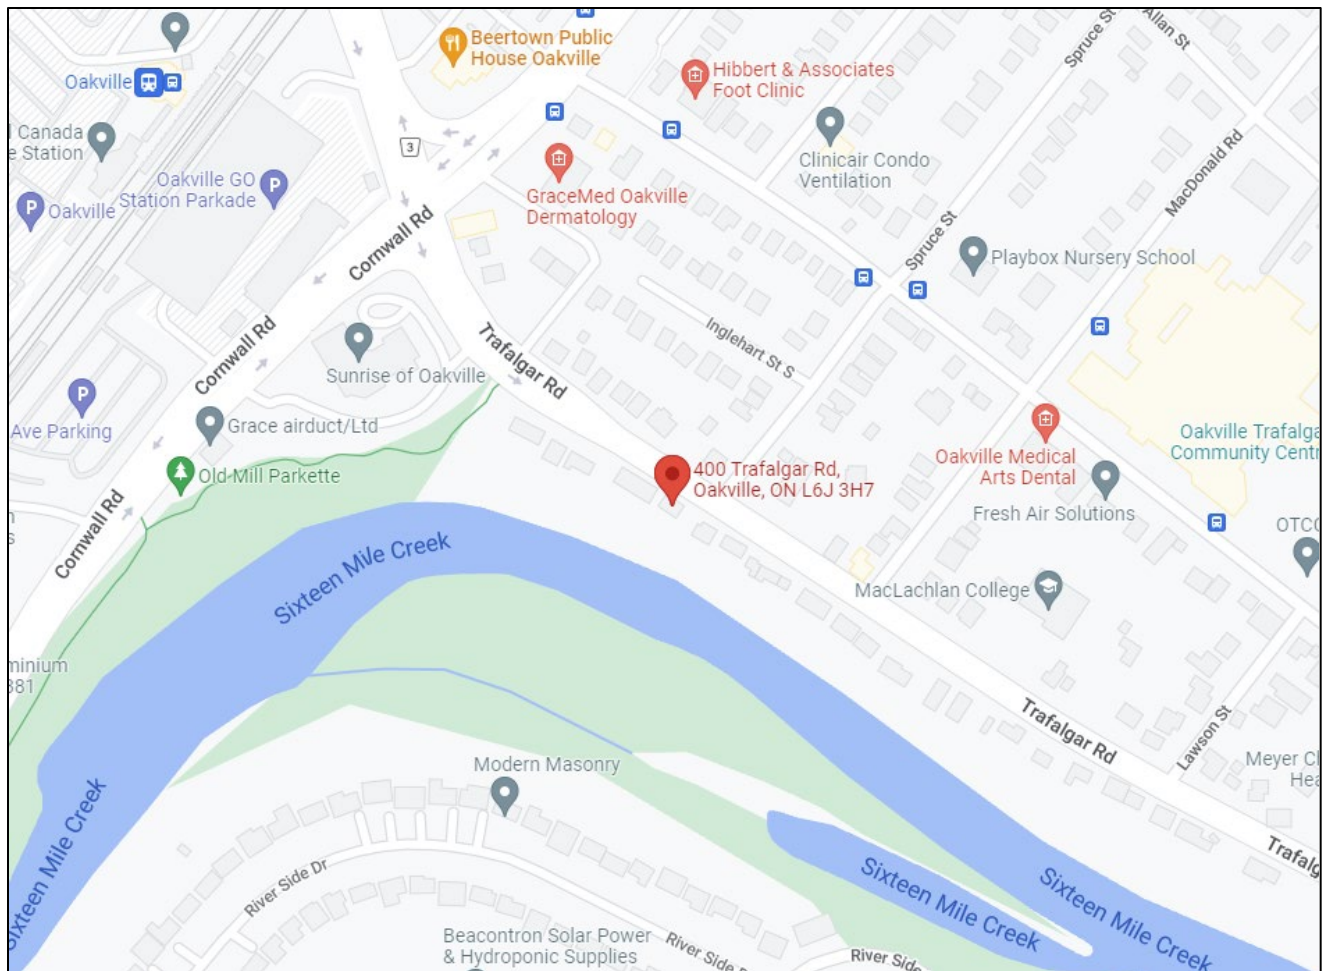 Allan St
Spruce St
Beertown Public
House Oakville
Hibbert & Associates
Foot Clinic
Oakville
l Canada
e Station
3
Clinicair Condo
Ventilation
MacDonald Rd
Oakville GO
Station Parkade
P
P
Oakville
GraceMed Oakville
Dermatology
Cornwall Rd
Spruce St
Playbox Nursery School
Inglehart St S
Trafalgar Rd
Cornwall Rd
Sunrise of Oakville
P
Ave Parking
Grace airduct/Ltd
Oakville Trafalga
Community Centr
Oakville Medical
Arts Dental
400 Trafalgar Rd,
Oakville, ON L6J 3H7
Old Mill Parkette
Fresh Air Solutions
OTCC
Cornwall Rd
Sixteen Mile Creek
MacLachlan College
minium
381
Trafalgar Rd
Lawson St
Modern Masonry
Meyer Cl
Hea
Sixteen Mile Creek
Trafalg
River Side Dr
Sixteen Mile Creek
Sixteen Mile Creek
Beacontron Solar Power
& Hydroponic Supplies
River Side
River Side